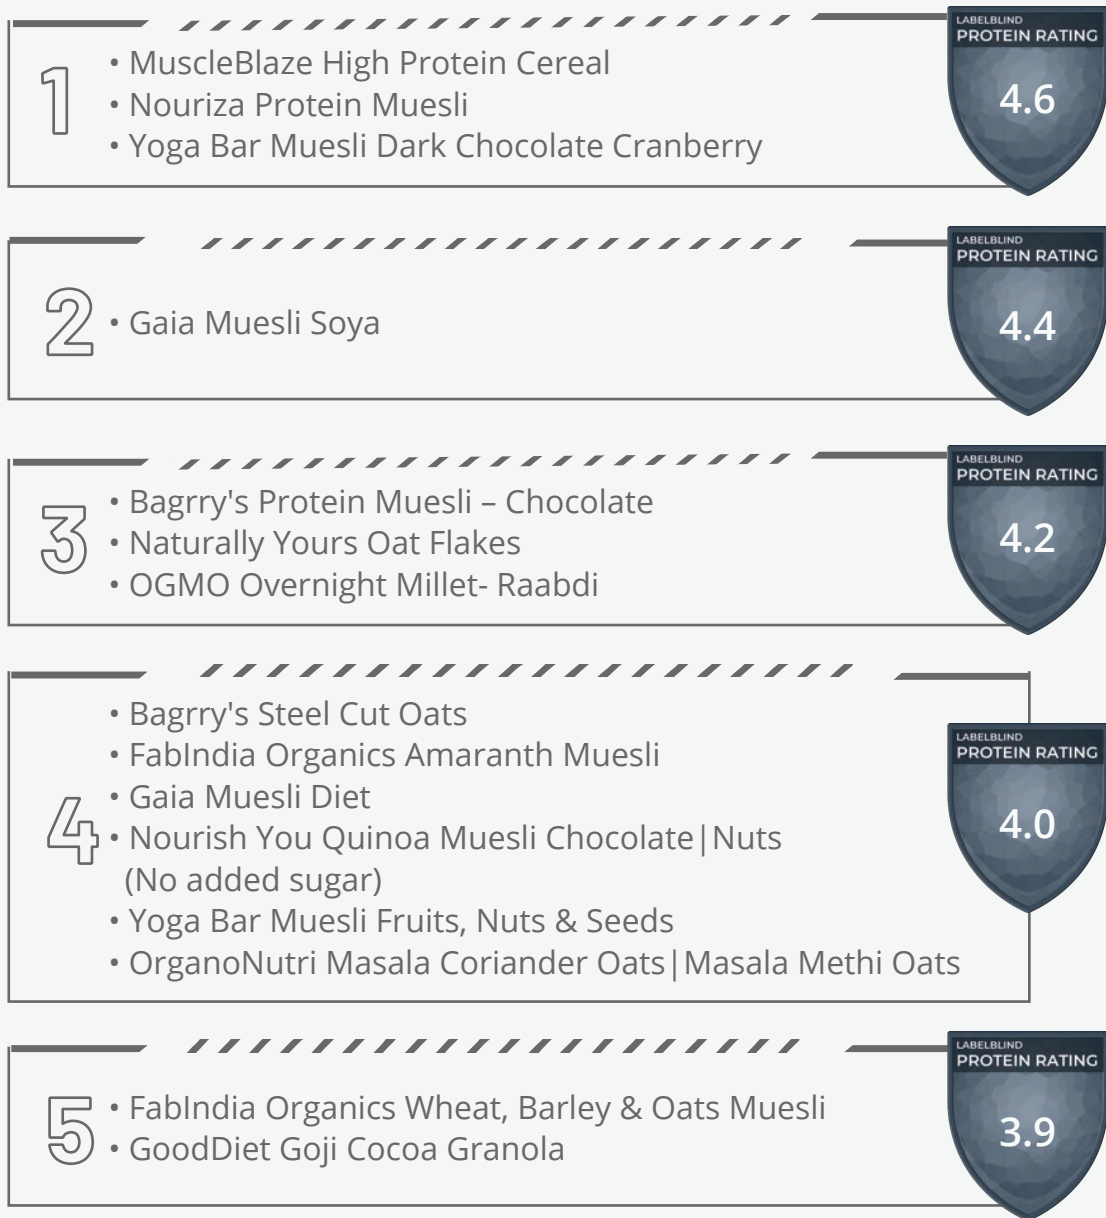 LABELBLIND
PROTEIN RATING
4.6
1
• MuscleBlaze High Protein Cereal
• Nouriza Protein Muesli
• Yoga Bar Muesli Dark Chocolate Cranberry
LABELBLIND
PROTEIN RATING
4.4
2
• Gaia Muesli Soya
LABELBLIND
PROTEIN RATING
4.2
3
• Bagrry's Protein Muesli – Chocolate
• Naturally Yours Oat Flakes
• OGMO Overnight Millet- Raabdi
LABELBLIND
PROTEIN RATING
4.0
4
• Bagrry's Steel Cut Oats
• FabIndia Organics Amaranth Muesli
• Gaia Muesli Diet
• Nourish You Quinoa Muesli Chocolate|Nuts
(No added sugar)
• Yoga Bar Muesli Fruits, Nuts & Seeds
• OrganoNutri Masala Coriander Oats|Masala Methi Oats
LABELBLIND
PROTEIN RATING
3.9
5
• FabIndia Organics Wheat, Barley & Oats Muesli
• GoodDiet Goji Cocoa Granola